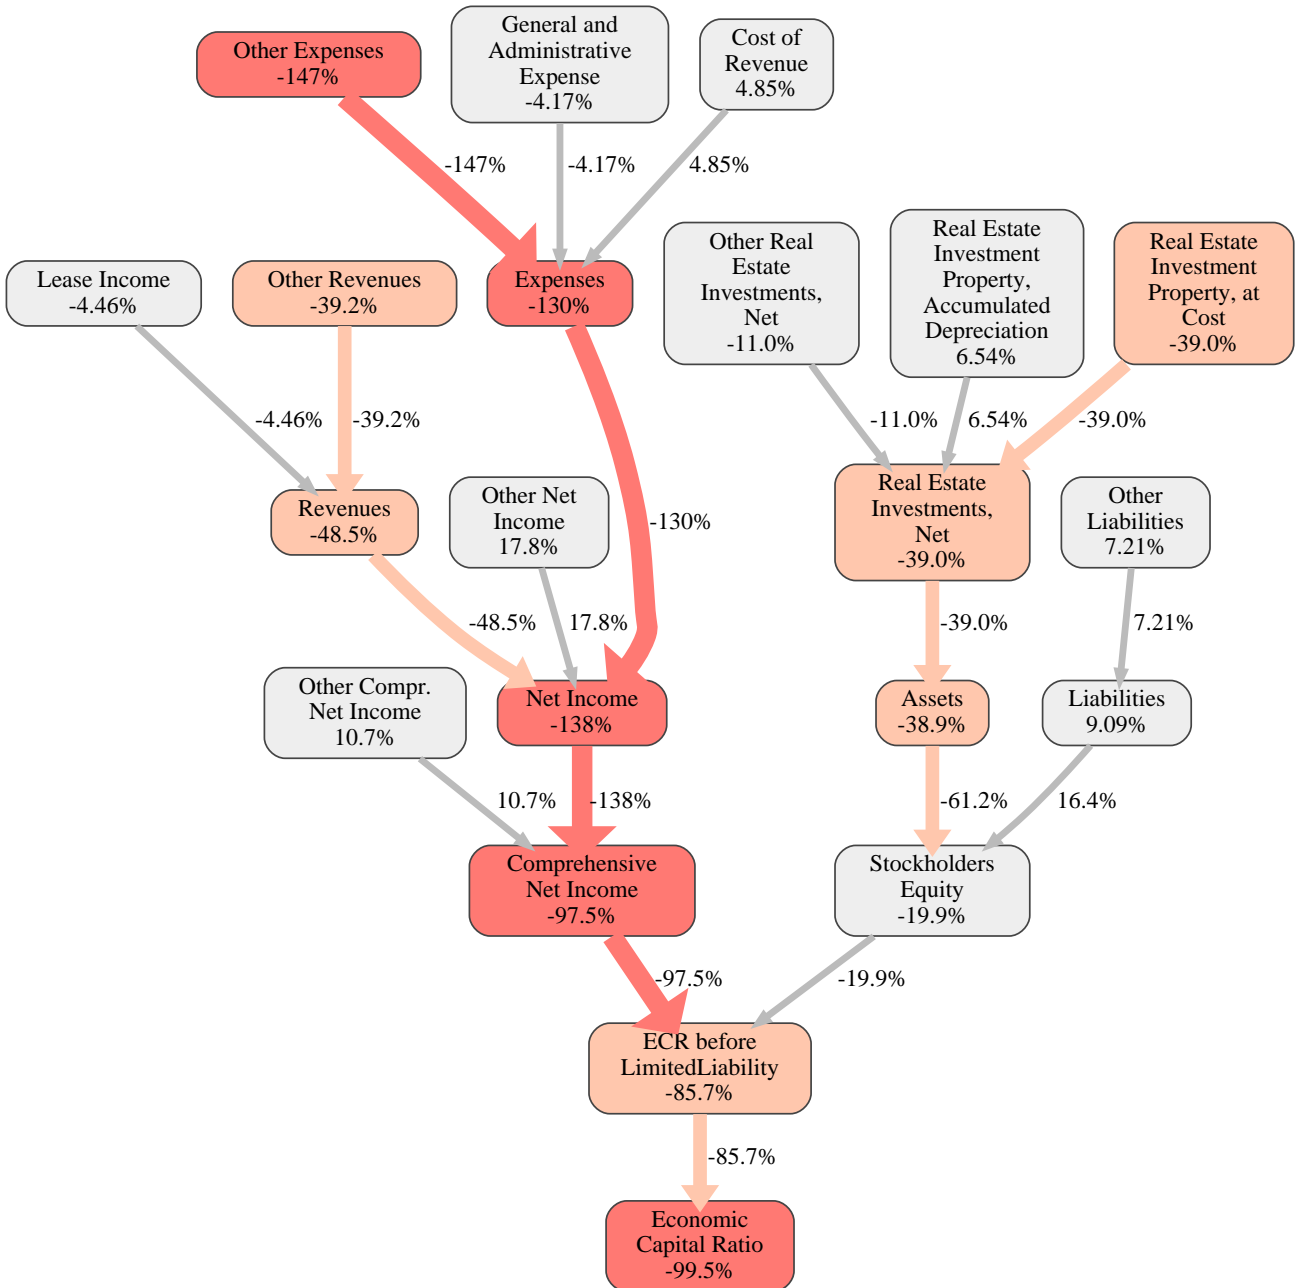 Other Expenses
-147%
General and
Administrative
Expense
-4.17%
Cost of
Revenue
4.85%
-147%
-4.17%
4.85%
Lease Income
-4.46%
Other Revenues
-39.2%
Expenses
-130%
Other Real
Estate
Investments,
Net
-11.0%
Real Estate
Investment
Property,
Accumulated
Depreciation
6.54%
Real Estate
Investment
Property, at
Cost
-39.0%
-4.46%
-39.2%
-11.0%
6.54%
-39.0%
Revenues
-48.5%
Other Net
Income
17.8%
-130%
Real Estate
Investments,
Net
-39.0%
Other
Liabilities
7.21%
-48.5%
17.8%
-39.0%
7.21%
Other Compr.
Net Income
10.7%
Net Income
-138%
Assets
-38.9%
Liabilities
9.09%
10.7%
-138%
-61.2%
16.4%
Comprehensive
Net Income
-97.5%
Stockholders
Equity
-19.9%
-97.5%
-19.9%
ECR before
LimitedLiability
-85.7%
-85.7%
Economic
Capital Ratio
-99.5%